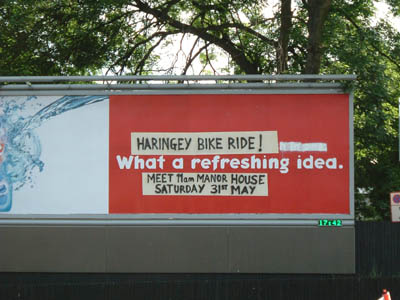 HARINGEY BIKE RIDE!
What a refreshing idea.
MEET 11am MANOR HOUSE
SATURDAY 31ST MAY
17:42